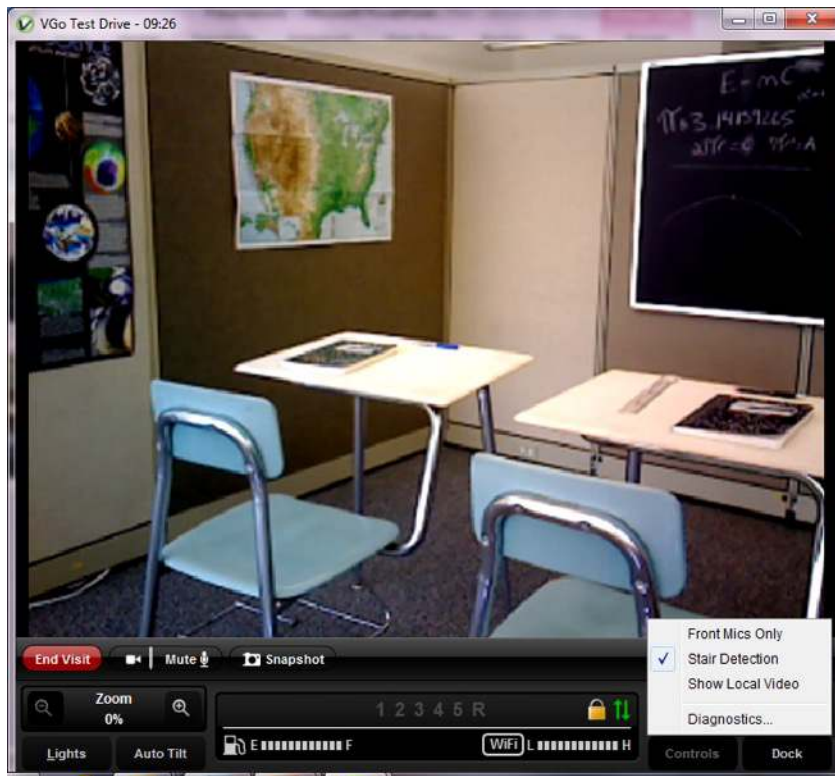 VGo Test Drive - 09:26
E=mC
π≈3.14159265
2πr=¢
End Visit
Mute
Snapshot
Front Mics Only
Stair Detection
Show Local Video
Diagnostics...
Zoom
0%
1 2 3 4 5 R
E F
WiFi L H
Lights
Auto Tilt
Controls
Dock